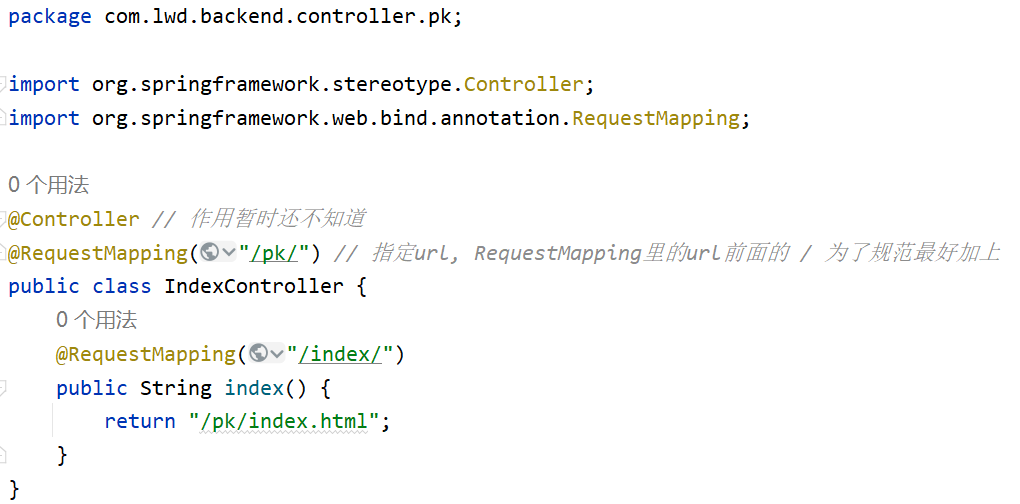 package com.lwd.backend.controller.pk;
import org.springframework.stereotype.Controller;
import org.springframework.web.bind.annotation.RequestMapping;
0 个用法
@Controller // 作用暂时还不知道
@RequestMapping("/pk/") // 指定url, RequestMapping里的url前面的 / 为了规范最好加上
public class IndexController {
0 个用法
@RequestMapping("/index/")
public String index() {
return "/pk/index.html";
}
}